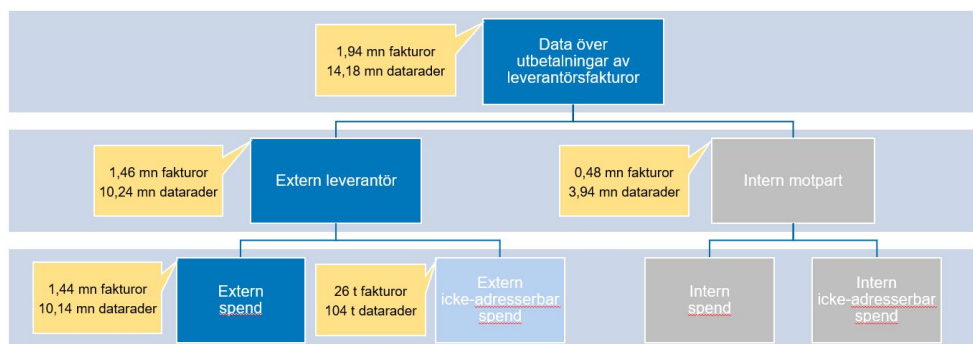 1,94 mn fakturor
14,18 mn datarader
Data över
utbetalningar av
leverantörsfakturor
1,46 mn fakturor
10,24 mn datarader
Extern leverantör
0,48 mn fakturor
3,94 mn datarader
Intern motpart
1,44 mn fakturor
10,14 mn datarader
Extern
spend
26 t fakturor
104 t datarader
Extern
icke-adresserbar
spend
Intern
spend
Intern
icke-adresserbar
spend